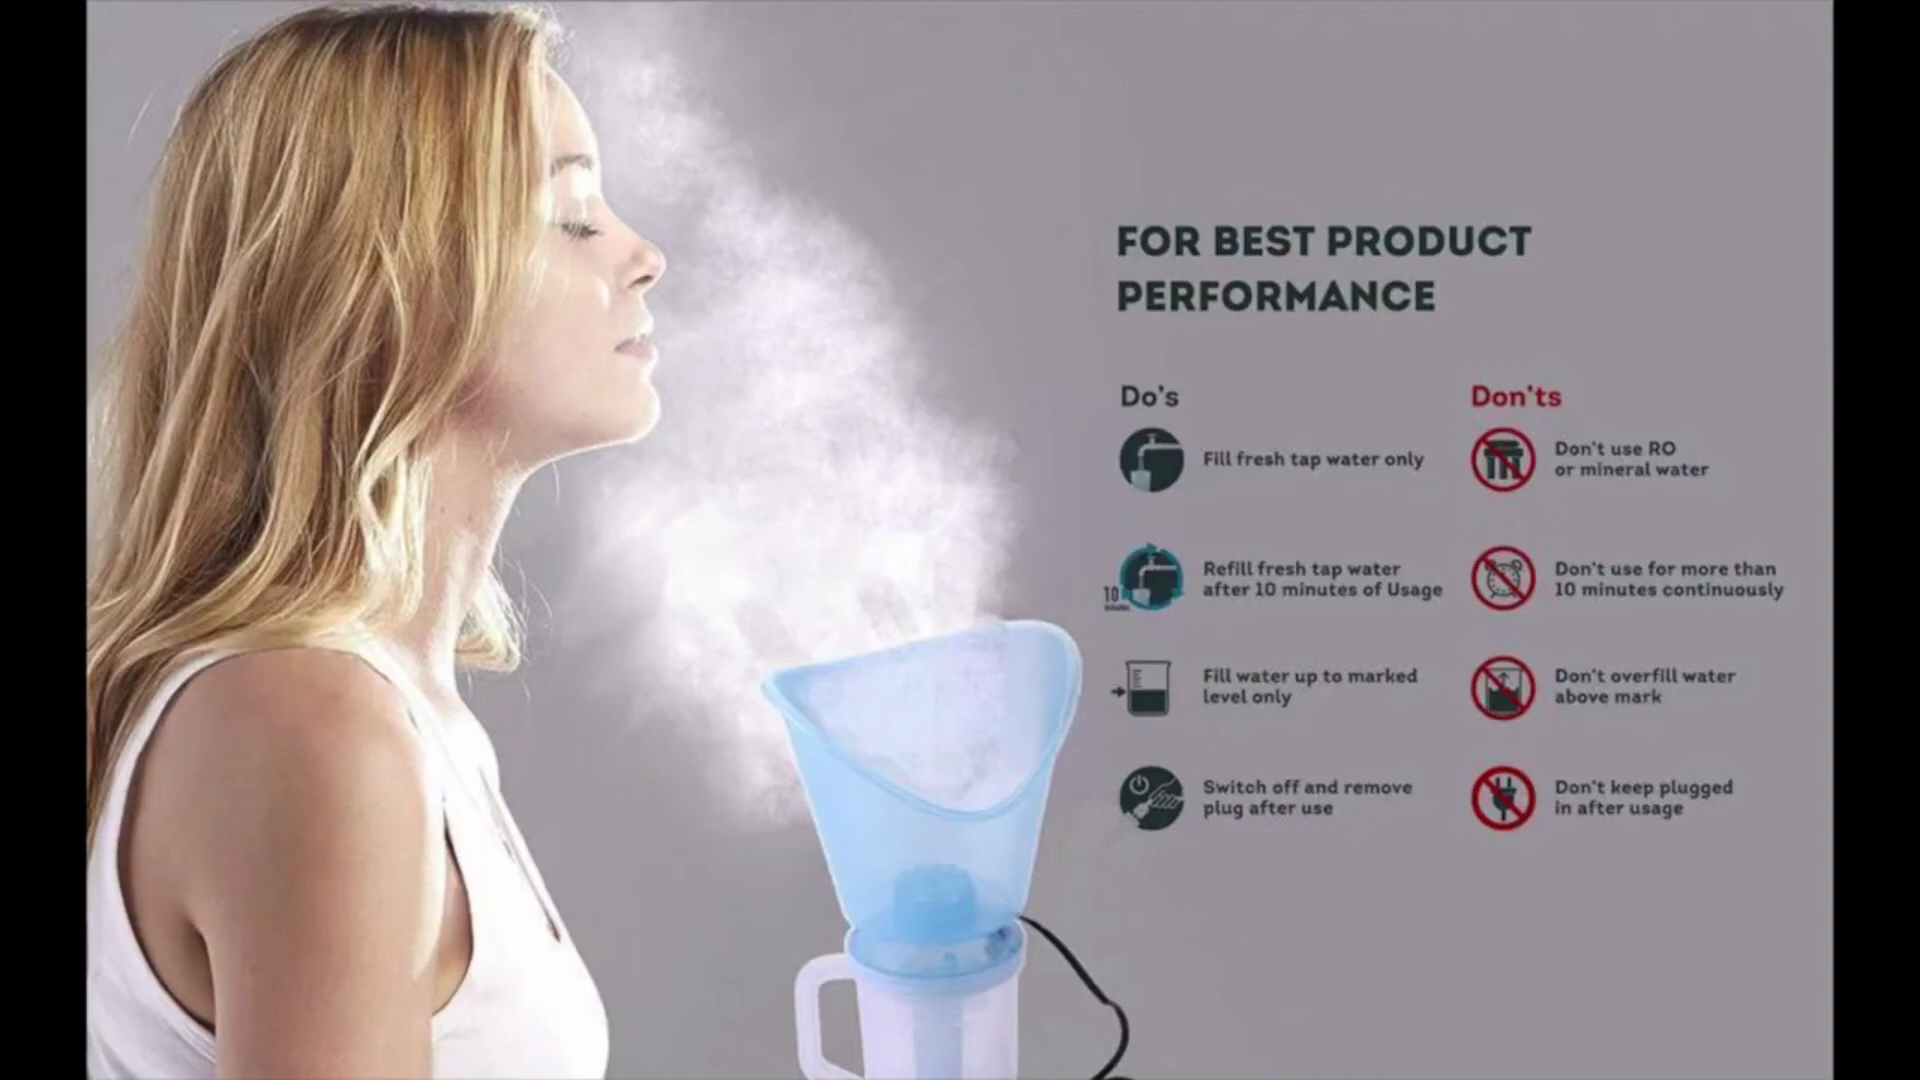 FOR BEST PRODUCT
PERFORMANCE
Do's
Fill fresh tap water only
10
Refill fresh tap water
after 10 minutes of Usage
Fill water up to marked
level only
Switch off and remove
plug after use
Don'ts
Don't use RO
or mineral water
Don't use for more than
10 minutes continuously
Don't overfill water
above mark
Don't keep plugged
in after usage